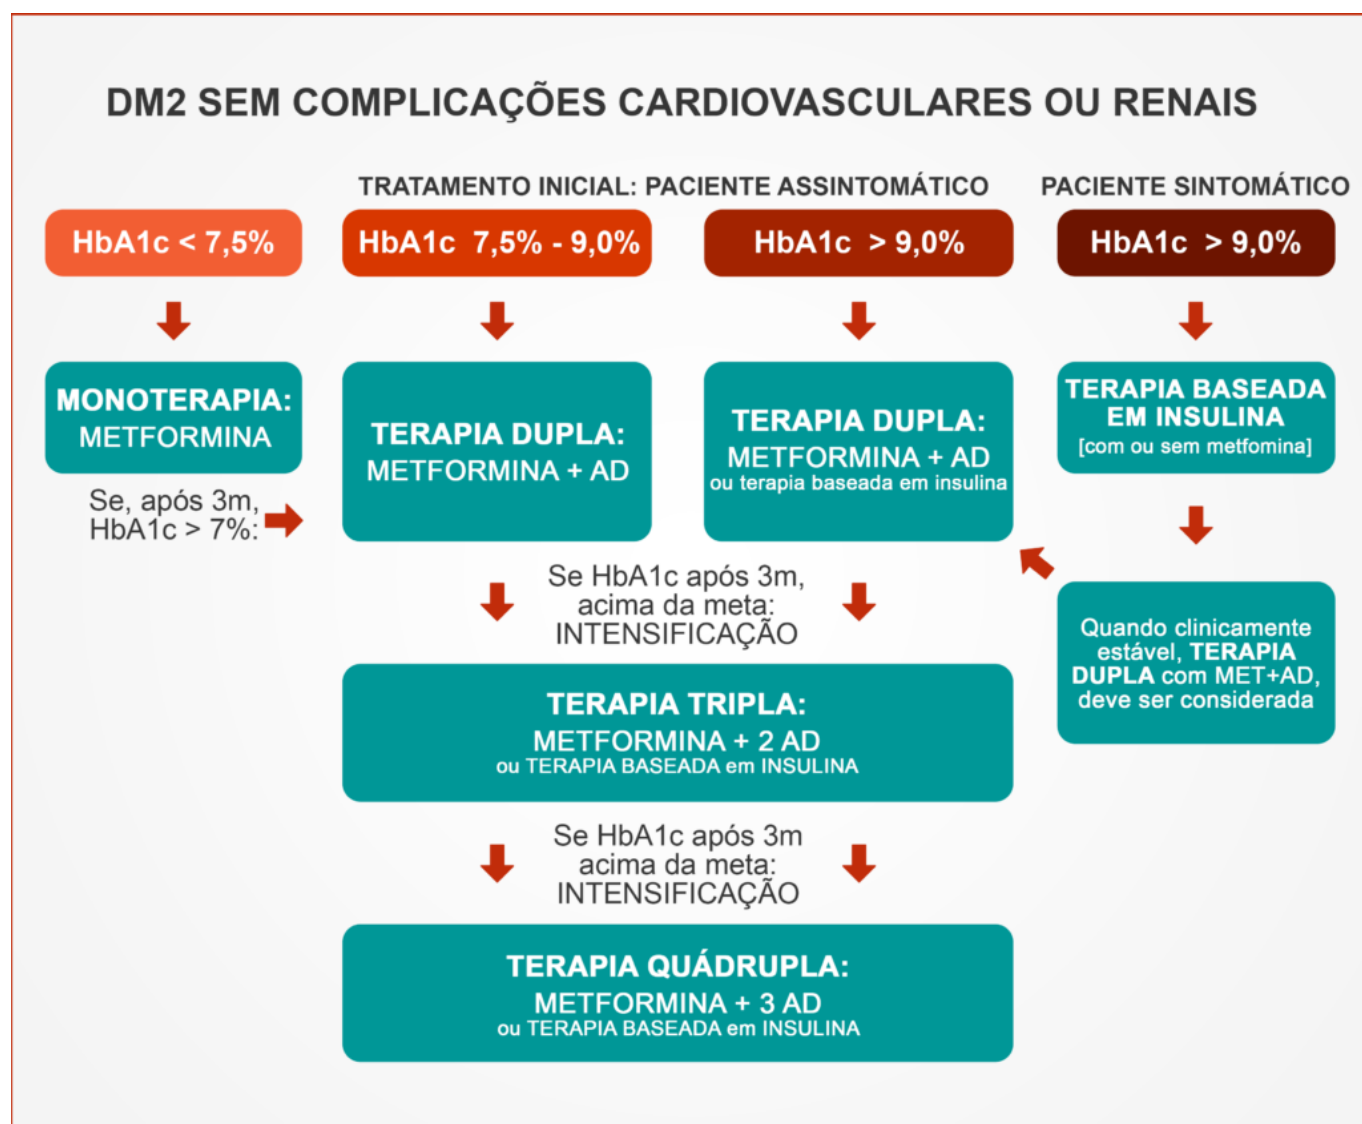 DM2 SEM COMPLICAÇÕES CARDIOVASCULARES OU RENAIS
TRATAMENTO INICIAL: PACIENTE ASSINTOMÁTICO
PACIENTE SINTOMÁTICO
HbA1c < 7,5%
HbA1c 7,5% - 9,0%
HbA1c > 9,0%
HbA1c > 9,0%
MONOTERAPIA:
METFORMINA
Se, após 3m,
HbA1c > 7%:
TERAPIA DUPLA:
METFORMINA + AD
TERAPIA DUPLA:
METFORMINA + AD
ou terapia baseada em insulina
TERAPIA BASEADA
EM INSULINA
[com ou sem metfomina]
Quando clinicamente
estável, TERAPIA
DUPLA com MET+AD,
deve ser considerada
Se HbA1c após 3m,
acima da meta:
INTENSIFICAÇÃO
TERAPIA TRIPLA:
METFORMINA + 2 AD
ou TERAPIA BASEADA em INSULINA
Se HbA1c após 3m
acima da meta:
INTENSIFICAÇÃO
TERAPIA QUÁDRUPLA:
METFORMINA + 3 AD
ou TERAPIA BASEADA em INSULINA